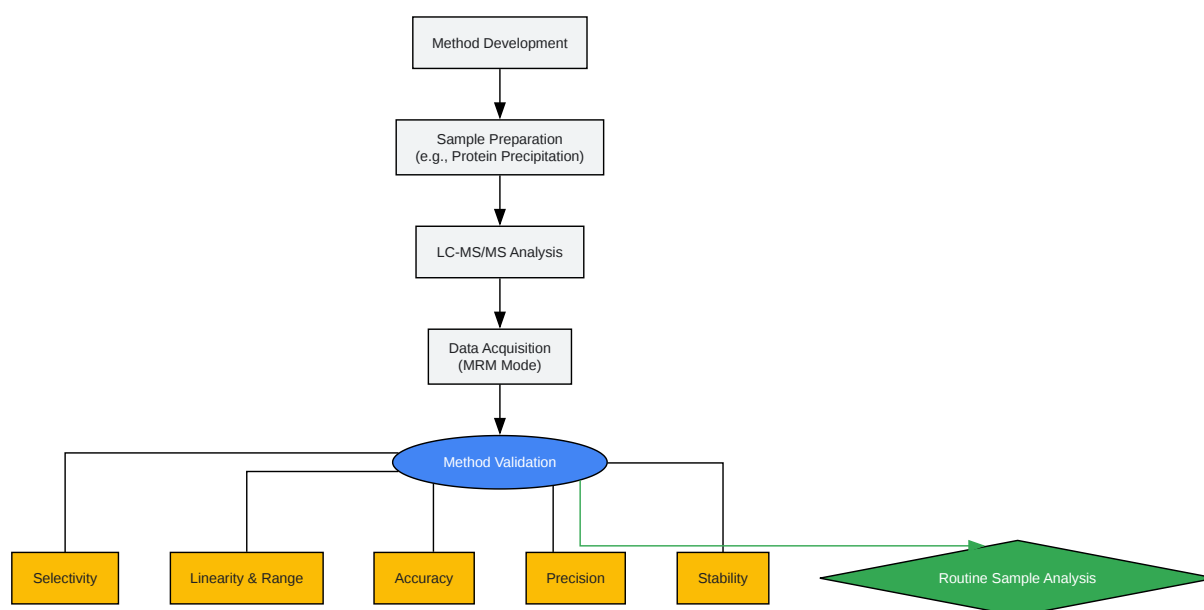 Method Development
Sample Preparation
(e.g., Protein Precipitation)
LC-MS/MS Analysis
Data Acquisition
(MRM Mode)
Method Validation
Selectivity
Linearity & Range
Accuracy
Precision
Stability
Routine Sample Analysis